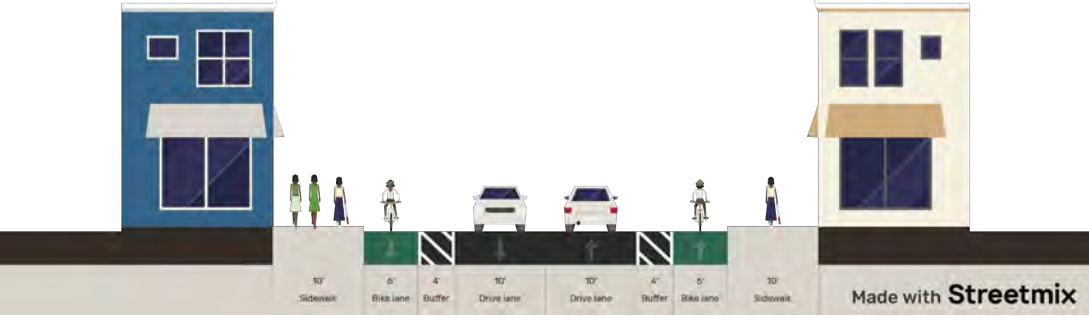 10' 6' 4' 10' 10' 4' 6' 10'
Sidewalk Bike lane Buffer Drive lane Drive lane Buffer Bike lane Sidewalk
Made with Streetmix